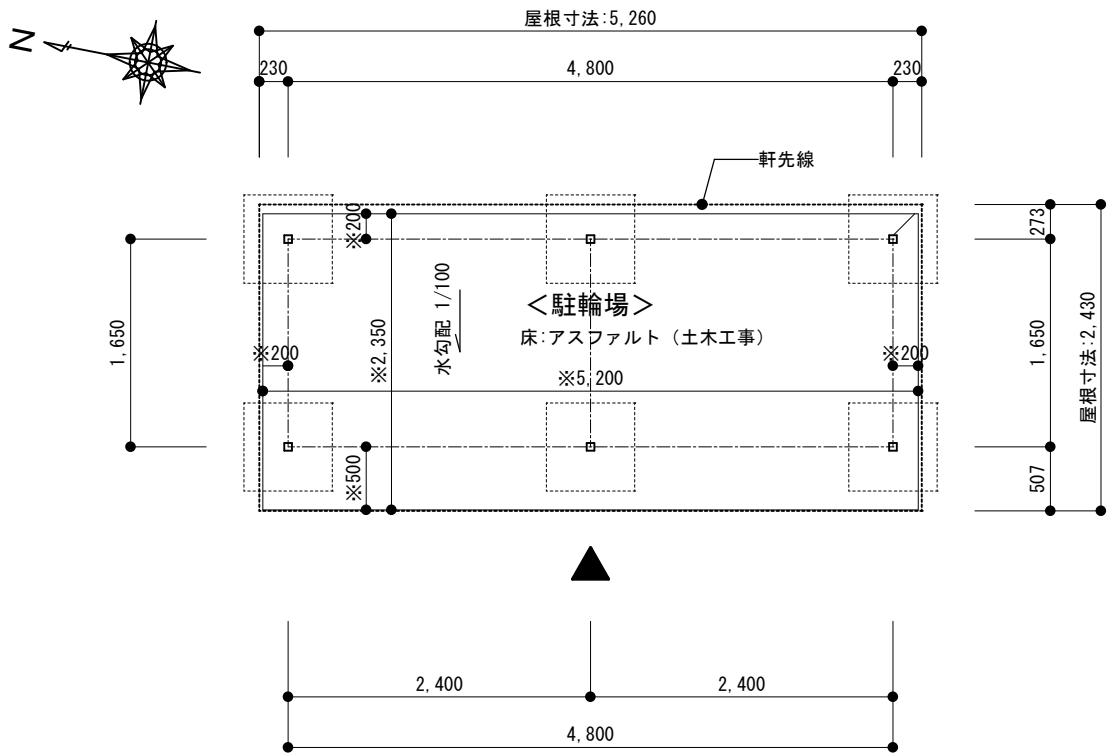 屋根寸法:5,260
N
230
4,800
230
軒先線
※200
273
1,650
水勾配 1/100
<駐輪場>
床:アスファルト（土木工事）
※2,350
※200
※200
※5,200
1,650
屋根寸法:2,430
※500
507
2,400
2,400
4,800